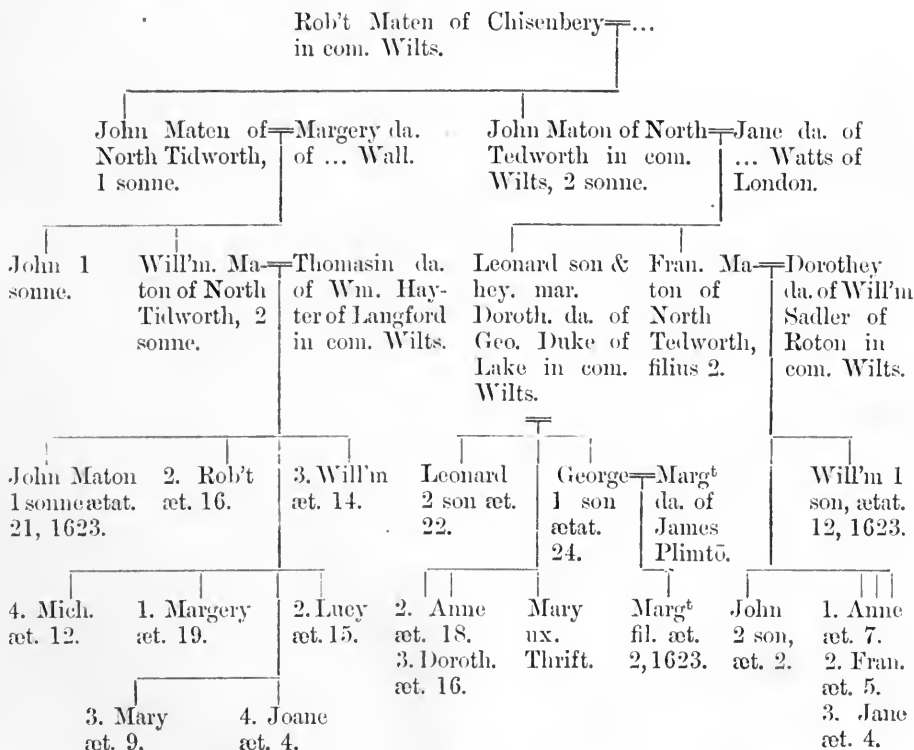 Rob't Maten of Chisenbery ...
in com. Wilts.
John Maten of
North Tidworth,
1 sonne.
Margery da.
of ... Wall.
John Maton of North
Tedworth in com.
Wilts, 2 sonne.
Jane da. of
... Watts of
London.
John 1
sonne.
Will'm. Ma-
ton of North
Tidworth, 2
sonne.
Thomasin da.
of Wm. Hay-
ter of Langford
in com. Wilts.
Leonard son &
hey. mar.
Doroth. da. of
Geo. Duke of
Lake in com.
Wilts.
Fran. Ma-
ton of
North
Tedworth,
filius 2.
Dorothey
da. of Will'm
Sadler of
Roton in
com. Wilts.
John Maton
1 sonne ætat.
21, 1623.
2. Rob't
æt. 16.
3. Will'm
æt. 14.
Leonard
2 son æt.
22.
George
1 son
ætat.
24.
Margᵗ
da. of
James
Plimtō.
Will'm 1
son, ætat.
12, 1623.
4. Mich.
æt. 12.
1. Margery
æt. 19.
2. Lucy
æt. 15.
2. Anne
æt. 18.
3. Doroth.
æt. 16.
Mary
ux.
Thrift.
Margᵗ
fil. æt.
2, 1623.
John
2 son,
æt. 2.
1. Anne
æt. 7.
2. Fran.
æt. 5.
3. Jane
æt. 4.
3. Mary
æt. 9.
4. Joane
æt. 4.